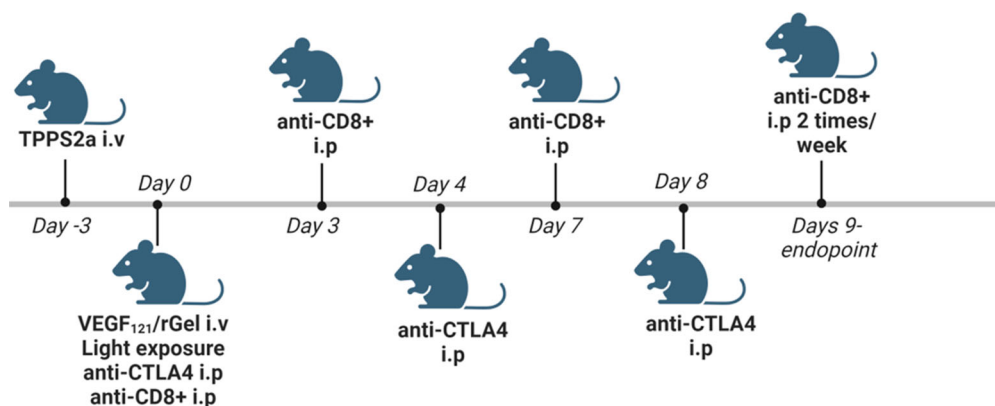 TPPS2a i.v
Day -3
Day 0
VEGF₁₂₁/rGel i.v
Light exposure
anti-CTLA4 i.p
anti-CD8+ i.p
anti-CD8+
i.p
Day 3
Day 4
anti-CTLA4
i.p
anti-CD8+
i.p
Day 7
Day 8
anti-CTLA4
i.p
anti-CD8+
i.p 2 times/
week
Days 9-
endopoint